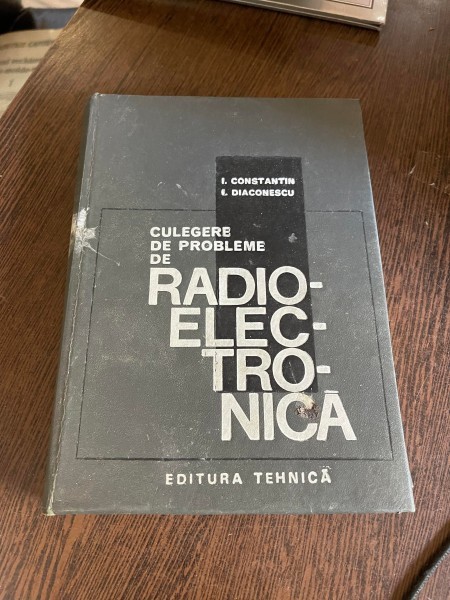 I. CONSTANTIN
E. DIACONESCU
CULEGERE
DE PROBLEME
DE
RADIO-
ELEC-
TRO-
NICĂ
EDITURA TEHNICĂ